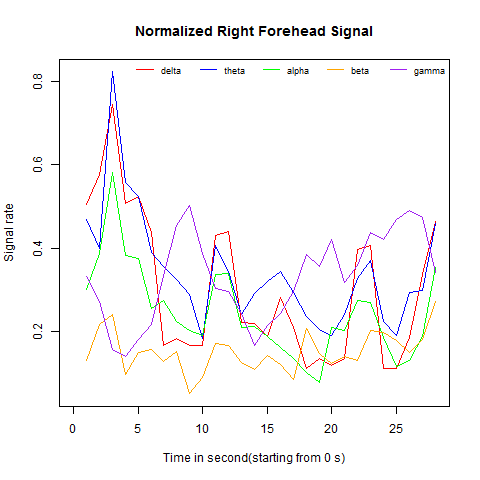 Normalized Right Forehead Signal
delta theta alpha beta gamma
0.8
0.6
0.4
0.2
Signal rate
0 5 10 15 20 25
Time in second(starting from 0 s)